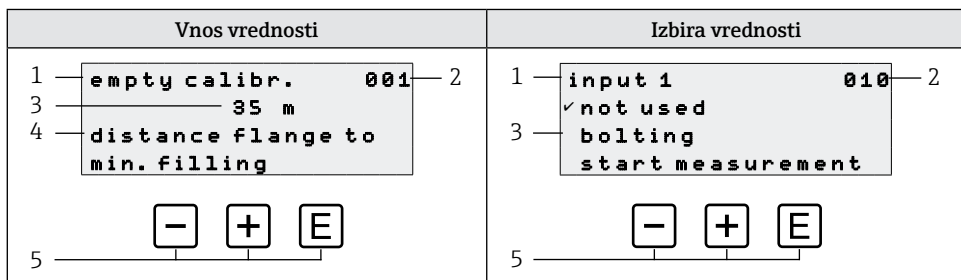 Vnos vrednosti
Izbira vrednosti
1 empty calibr. 001 2
3 35 m
4 distance flange to
min. filling
- + E
5
1 input 1 010 2
✓ not used
3 bolting
start measurement
- + E
5